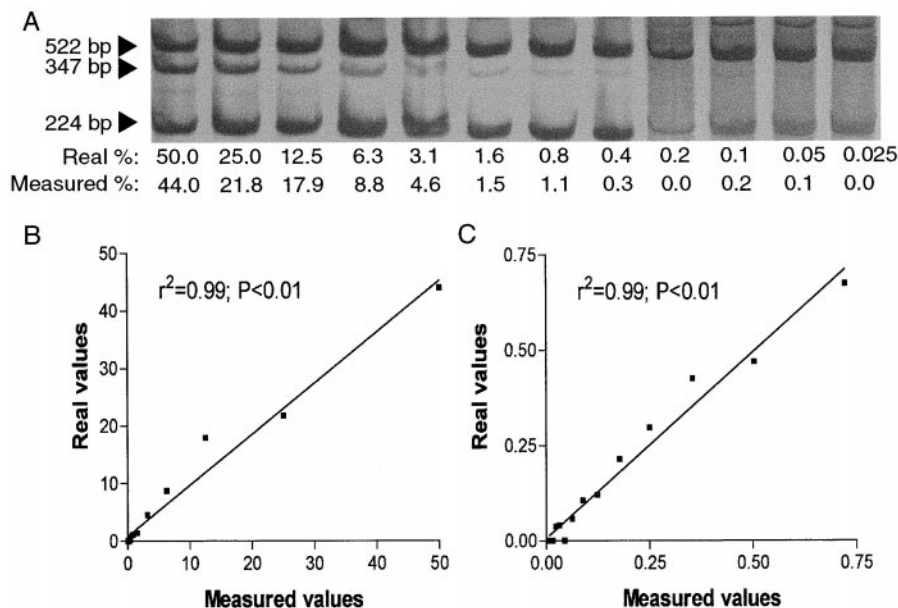 A
522 bp ▶
347 bp ▶
224 bp ▶
Real %: 50.0 25.0 12.5 6.3 3.1 1.6 0.8 0.4 0.2 0.1 0.05 0.025
Measured %: 44.0 21.8 17.9 8.8 4.6 1.5 1.1 0.3 0.0 0.2 0.1 0.0
B
r²=0.99; P<0.01
Real values
50
40
30
20
10
0
0 10 20 30 40 50
Measured values
C
r²=0.99; P<0.01
Real values
0.75
0.50
0.25
0.00
0.00 0.25 0.50 0.75
Measured values